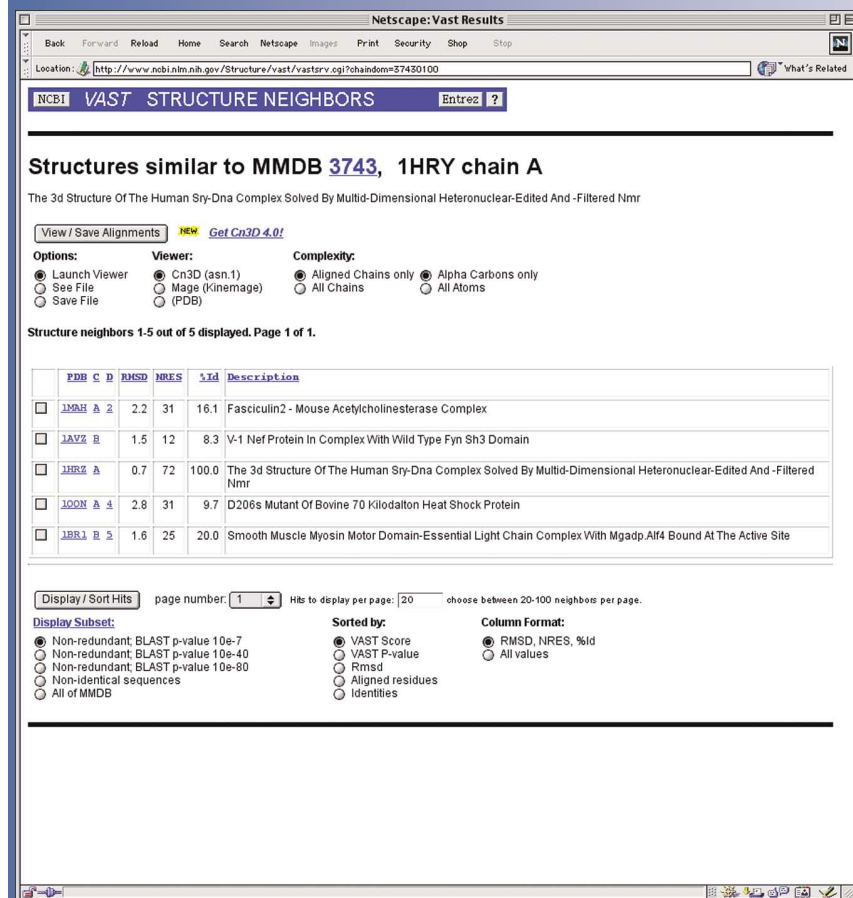 Netscape: Vast Results
Back Forward Reload Home Search Netscape Images Print Security Shop Stop
Location: http://www.ncbi.nlm.nih.gov/Structure/vast/vastsrv.cgi?chaindom=37430100 What's Related
NCBI VAST STRUCTURE NEIGHBORS Entrez ?
Structures similar to MMDB 3743, 1HRY chain A
The 3d Structure Of The Human Sry-Dna Complex Solved By Multid-Dimensional Heteronuclear-Edited And -Filtered Nmr
View / Save Alignments NEW Get Cn3D 4.0!
Options: Viewer: Complexity:
Launch Viewer Cn3D (asn.1) Aligned Chains only Alpha Carbons only
See File Mage (Kinemage) All Chains All Atoms
Save File (PDB)
Structure neighbors 1-5 out of 5 displayed. Page 1 of 1.
PDB C D RMSD NRES %Id Description
1MAH A 2 2.2 31 16.1 Fasciculin2 - Mouse Acetylcholinesterase Complex
1AVZ B 1.5 12 8.3 V-1 Nef Protein In Complex With Wild Type Fyn Sh3 Domain
1HRZ A 0.7 72 100.0 The 3d Structure Of The Human Sry-Dna Complex Solved By Multid-Dimensional Heteronuclear-Edited And -Filtered
Nmr
1OON A 4 2.8 31 9.7 D206s Mutant Of Bovine 70 Kilodalton Heat Shock Protein
1BR1 B 5 1.6 25 20.0 Smooth Muscle Myosin Motor Domain-Essential Light Chain Complex With Mgadp.Alf4 Bound At The Active Site
Display / Sort Hits page number: 1 Hits to display per page: 20 choose between 20-100 neighbors per page.
Display Subset: Sorted by: Column Format:
Non-redundant; BLAST p-value 10e-7 VAST Score RMSD, NRES, %Id
Non-redundant; BLAST p-value 10e-40 VAST P-value All values
Non-redundant; BLAST p-value 10e-80 Rmsd
Non-identical sequences Aligned residues
All of MMDB Identities